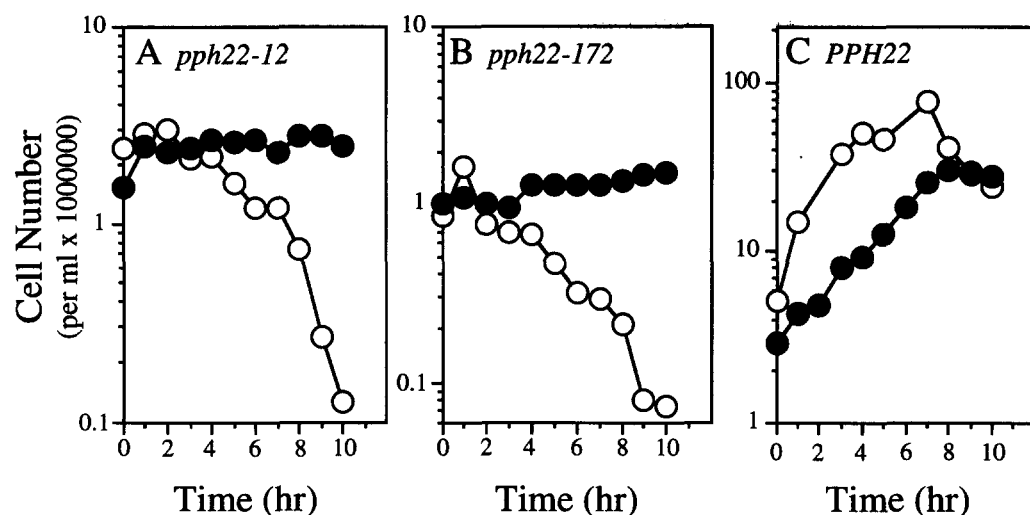 A pph22-12
B pph22-172
C PPH22
Cell Number
(per ml x 1000000)
10
1
0.1
0 2 4 6 8 10
Time (hr)
10
1
0.1
0 2 4 6 8 10
Time (hr)
100
10
1
0 2 4 6 8 10
Time (hr)